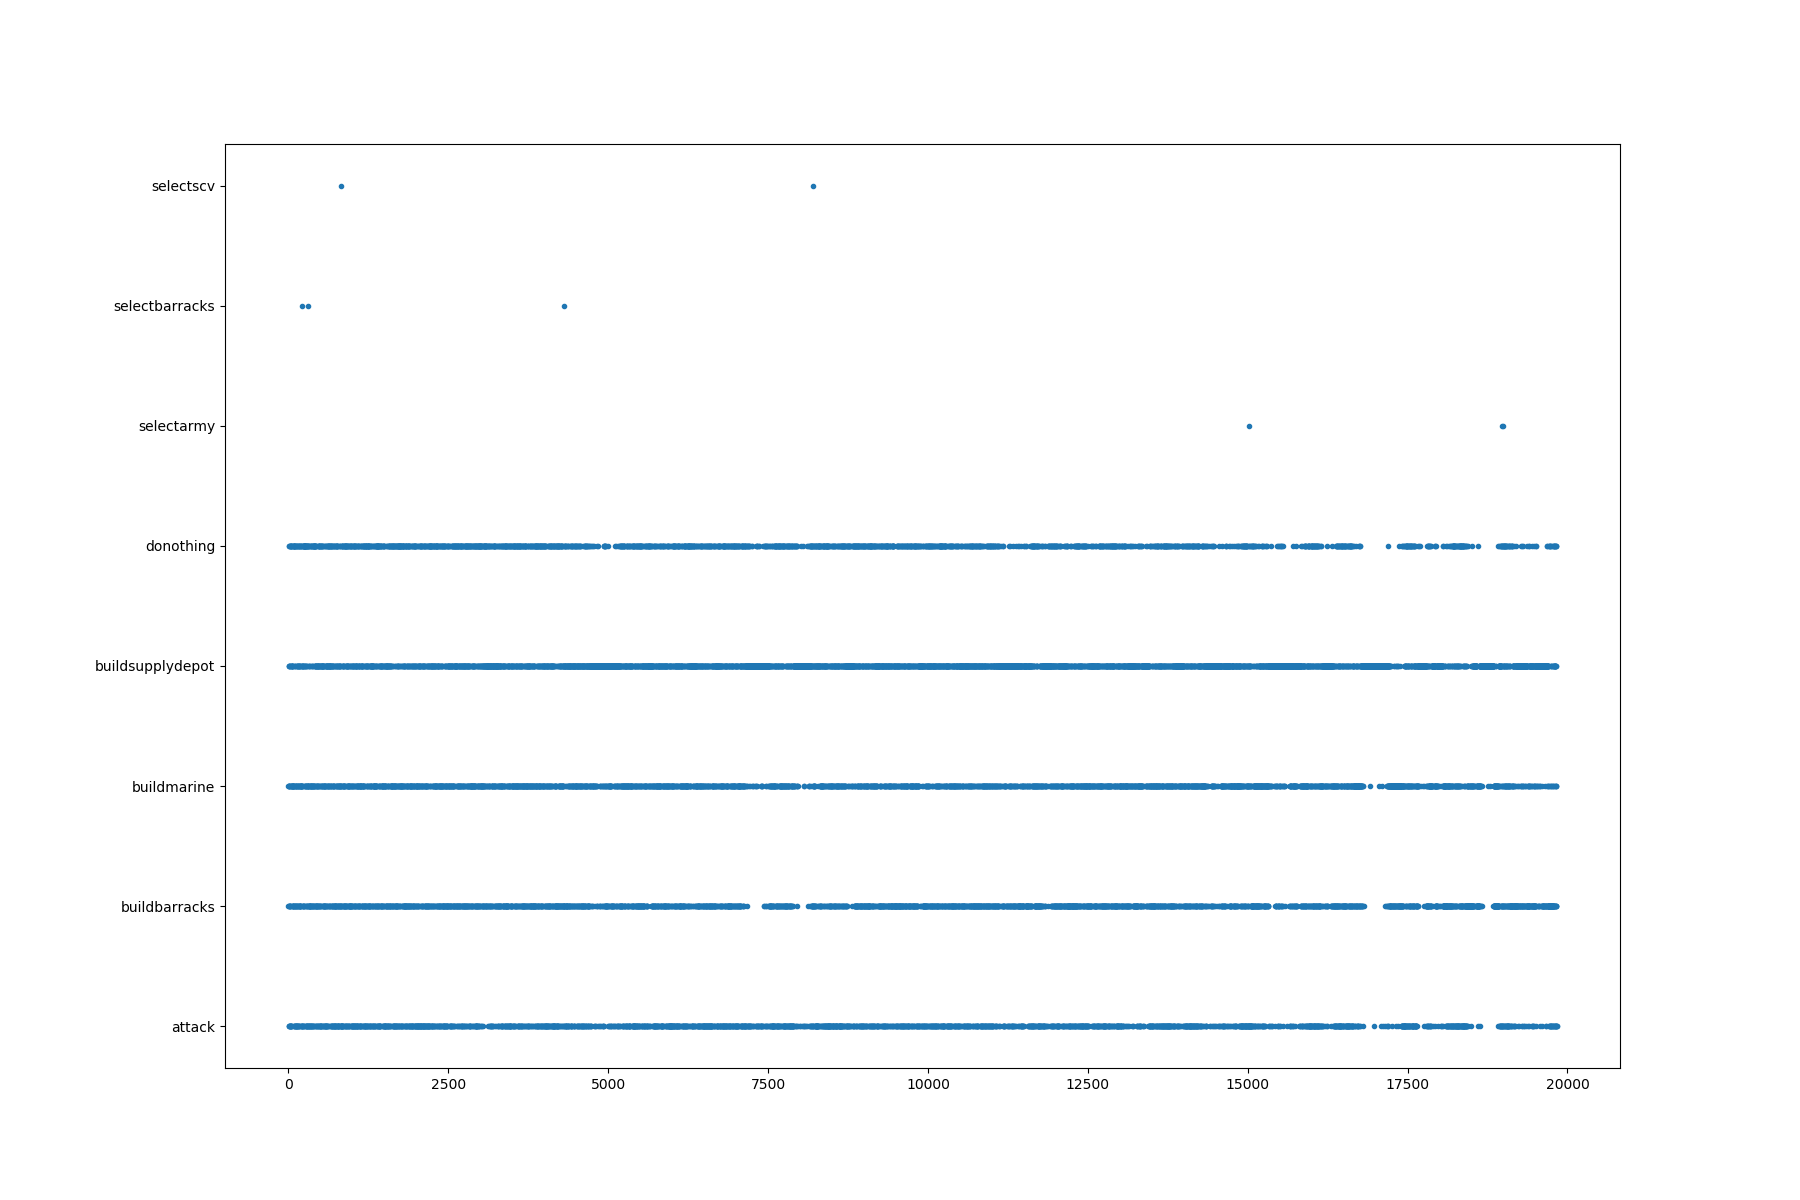 selectscv
selectbarracks
selectarmy
donothing
buildsupplydepot
buildmarine
buildbarracks
attack
0 2500 5000 7500 10000 12500 15000 17500 20000